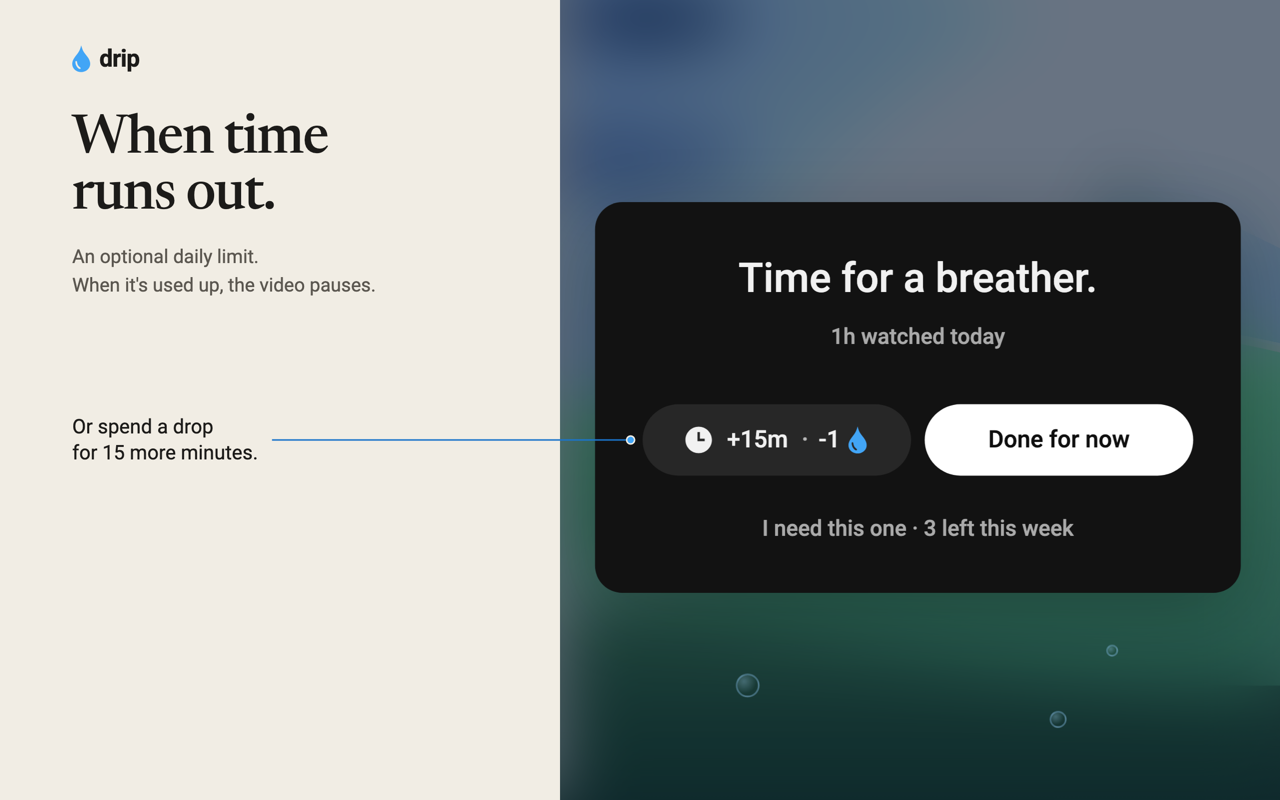 drip
When time
runs out.
An optional daily limit.
When it's used up, the video pauses.
Or spend a drop
for 15 more minutes.
Time for a breather.
1h watched today
+15m · -1
Done for now
I need this one · 3 left this week